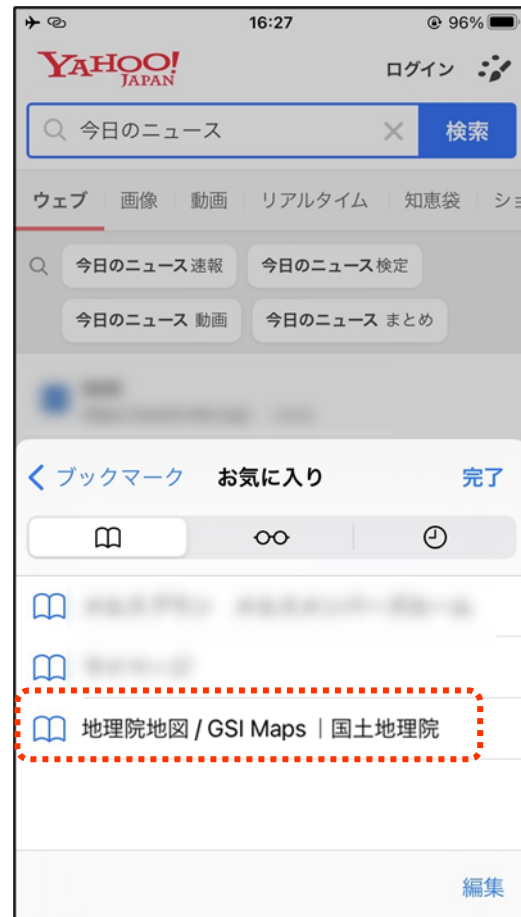 16:27
96%
YAHOO!
JAPAN
ログイン
今日のニュース
検索
ウェブ 画像 動画 リアルタイム 知恵袋 ショ
今日のニュース 速報 今日のニュース 検定
今日のニュース 動画 今日のニュース まとめ
ブックマーク お気に入り 完了
地理院地図 / GSI Maps｜国土地理院
編集